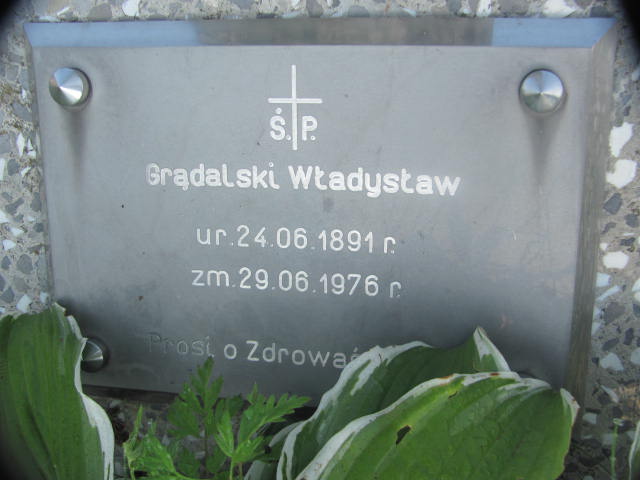 Ś.P.
Grądalski Władysław
ur.24.06.1891 r.
zm.29.06.1976 r.
Prosi o